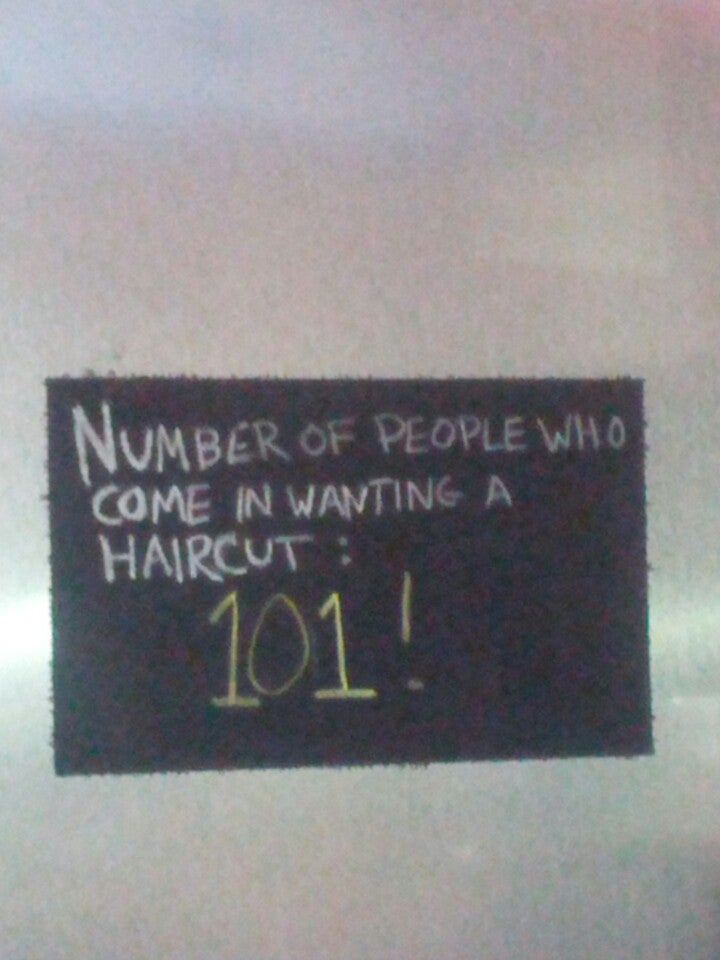 NUMBER OF PEOPLE WHO
COME IN WANTING A
HAIRCUT :
101 !